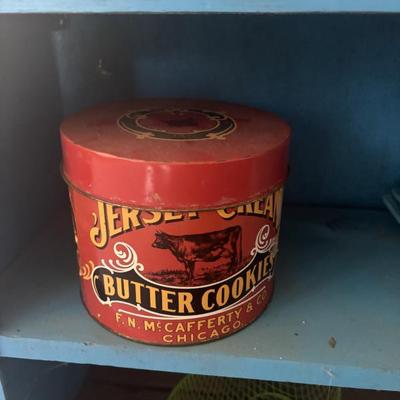 JERSEY CREAM
BUTTER COOKIES
F.N. McCAFFERTY & CO.
CHICAGO.